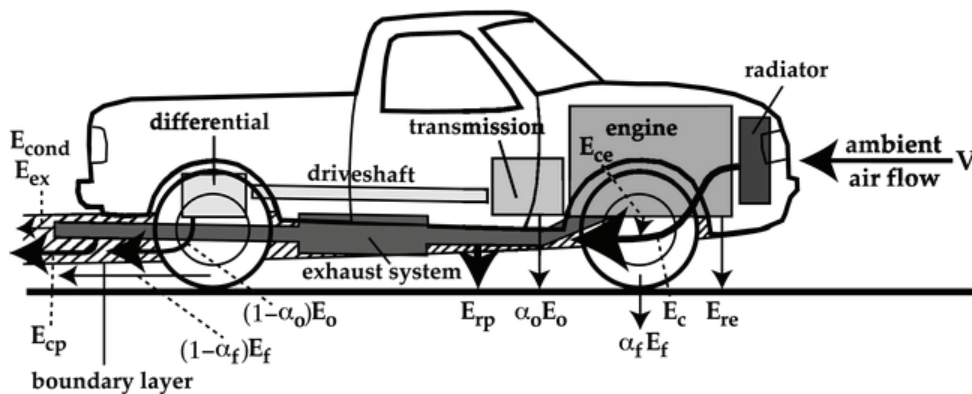 radiator
differential
transmission
engine
E_cond
E_ex
E_ce
ambient
air flow
V
driveshaft
exhaust system
(1-α_o)E_o
E_rp
α_oE_o
E_c
E_re
E_cp
(1-α_f)E_f
α_fE_f
boundary layer